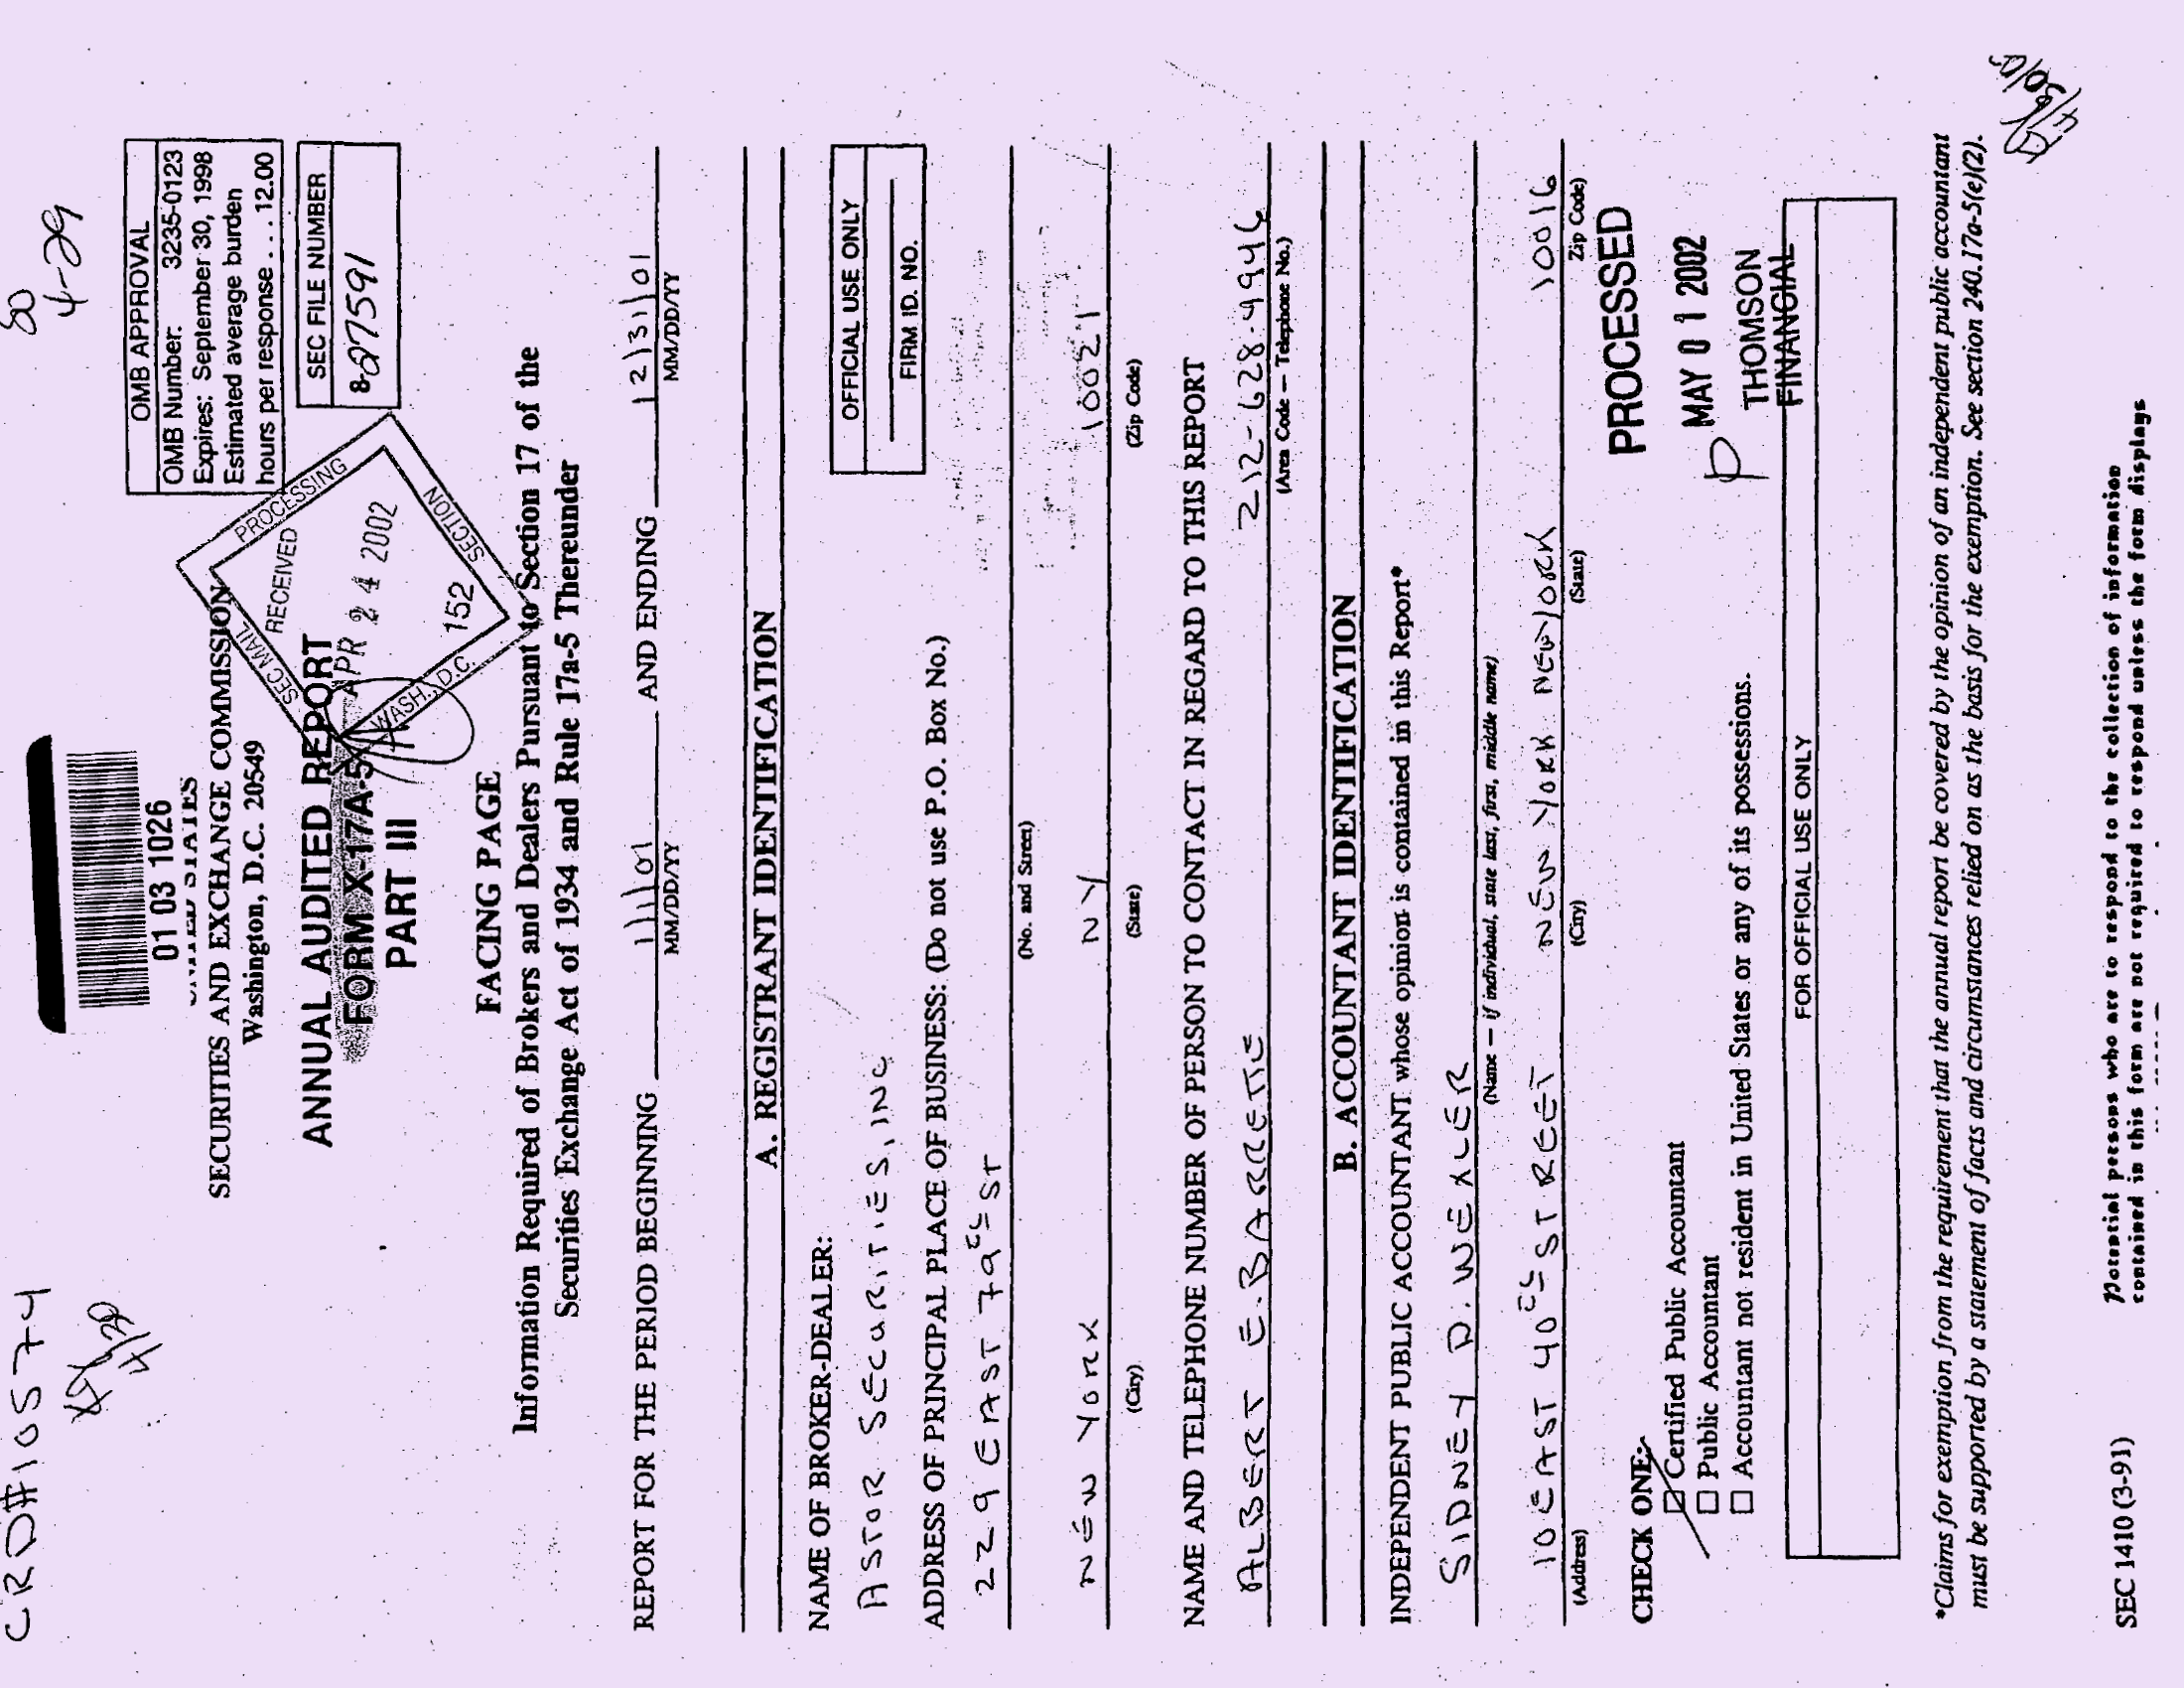 CRD#10574
80
4-29
01 03 1026
UNITED STATES
SECURITIES AND EXCHANGE COMMISSION
Washington, D.C. 20549
ANNUAL AUDITED REPORT
FORM X-17A-5
PART III
OMB APPROVAL
OMB Number: 3235-0123
Expires: September 30, 1998
Estimated average burden
hours per response . . . 12.00
SEC FILE NUMBER
8-27591
SEC MAIL
PROCESSING
SECTION
WASH., D.C.
RECEIVED
APR 24 2002
152
FACING PAGE
Information Required of Brokers and Dealers Pursuant to Section 17 of the
Securities Exchange Act of 1934 and Rule 17a-5 Thereunder
REPORT FOR THE PERIOD BEGINNING 1/1/01 AND ENDING 12/31/01
MM/DD/YY MM/DD/YY
A. REGISTRANT IDENTIFICATION
NAME OF BROKER-DEALER:
ASTOR SECURITIES, INC
OFFICIAL USE ONLY
FIRM ID. NO.
ADDRESS OF PRINCIPAL PLACE OF BUSINESS: (Do not use P.O. Box No.)
229 EAST 79 ST
(No. and Street)
NEW YORK NY 10021
(City) (State) (Zip Code)
NAME AND TELEPHONE NUMBER OF PERSON TO CONTACT IN REGARD TO THIS REPORT
ALBERT E. BARRETTE 212-628-4946
(Area Code — Telephone No.)
B. ACCOUNTANT IDENTIFICATION
INDEPENDENT PUBLIC ACCOUNTANT whose opinion is contained in this Report*
SIDNEY D. WEXLER
(Name — if individual, state last, first, middle name)
10 EAST 40 STREET NEW YORK NEW YORK 10016
(Address) (City) (State) Zip Code)
CHECK ONE:
☑ Certified Public Accountant
☐ Public Accountant
☐ Accountant not resident in United States or any of its possessions.
PROCESSED
MAY 01 2002
P THOMSON
FINANCIAL
FOR OFFICIAL USE ONLY
*Claims for exemption from the requirement that the annual report be covered by the opinion of an independent public accountant
must be supported by a statement of facts and circumstances relied on as the basis for the exemption. See section 240.17a-5(e)(2).
Potential persons who are to respond to the collection of information
contained in this form are not required to respond unless the form displays
SEC 1410 (3-91)